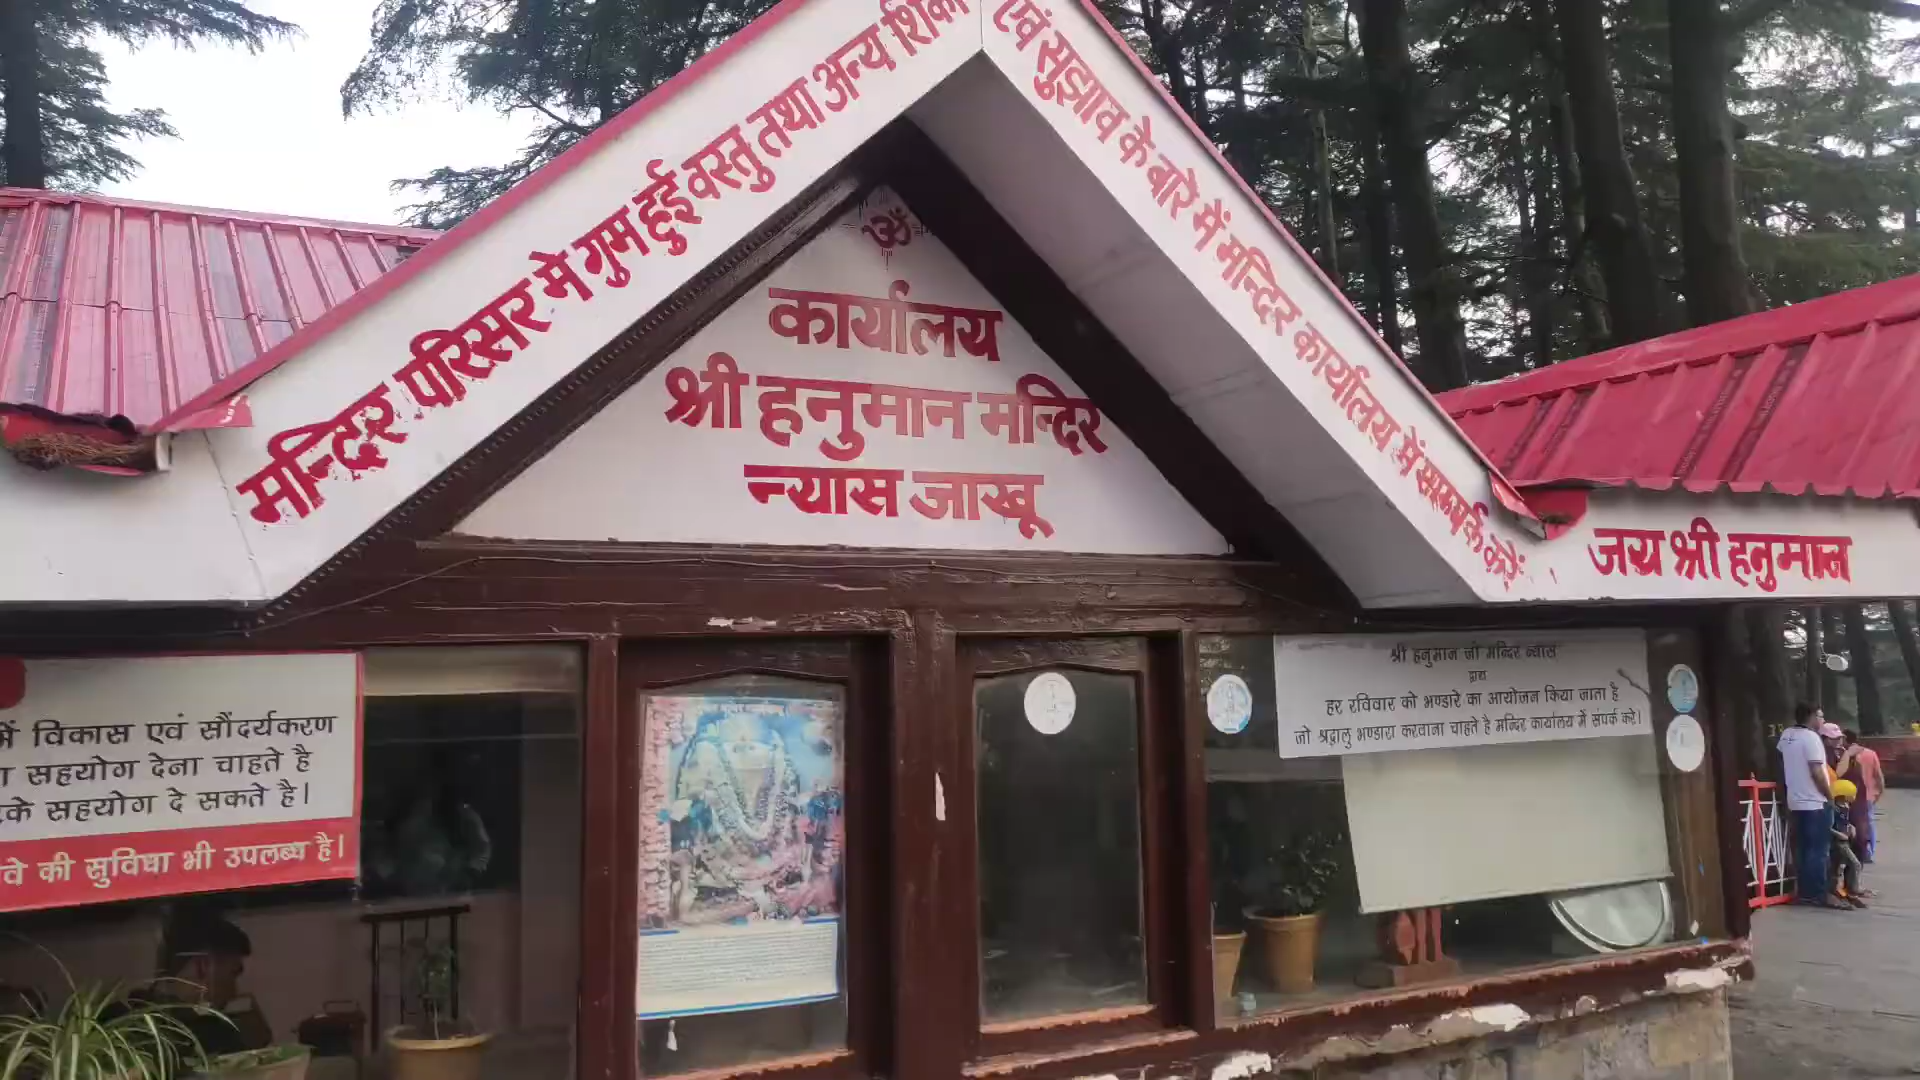 मन्दिर परिसर मे गुम हुई वस्तु तथा अन्य
एवं सुझाव के बारे में मन्दिर कार्यालय में सम्पर्क करें
ॐ
कार्यालय
श्री हनुमान मन्दिर
न्यास जाखू
जय श्री हनुमान
में विकास एवं सौंदर्यकरण
सहयोग देना चाहते है
सहयोग दे सकते है।
की सुविधा भी उपलब्ध है।
श्री हनुमान जी मन्दिर न्यास
द्वारा
हर रविवार को भण्डारे का आयोजन किया जाता है
जो श्रद्धालु भण्डारा करवाना चाहते है मन्दिर कार्यालय में संपर्क करे।